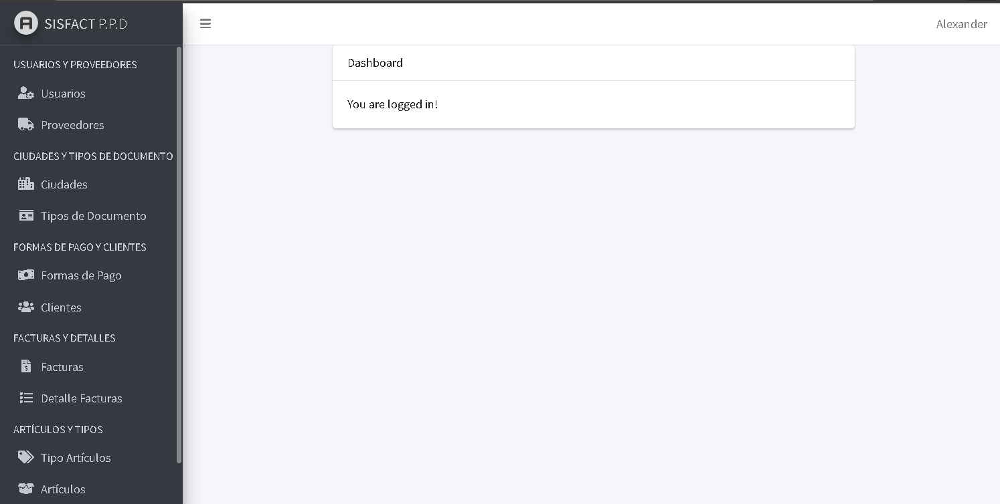 SISFACT P.P.D
Alexander
USUARIOS Y PROVEEDORES
Usuarios
Proveedores
CIUDADES Y TIPOS DE DOCUMENTO
Ciudades
Tipos de Documento
FORMAS DE PAGO Y CLIENTES
Formas de Pago
Clientes
FACTURAS Y DETALLES
Facturas
Detalle Facturas
ARTÍCULOS Y TIPOS
Tipo Artículos
Artículos
Dashboard
You are logged in!